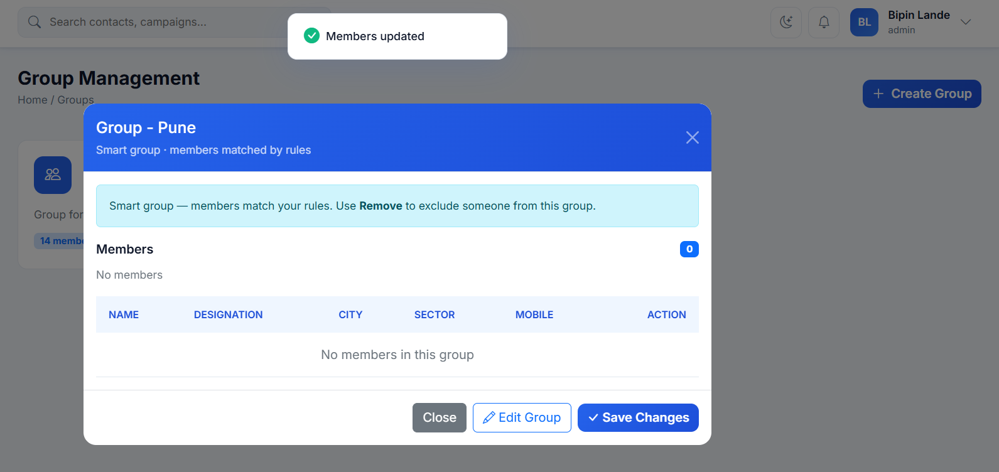 Search contacts, campaigns...
Members updated
BL
Bipin Lande
admin
Group Management
Home / Groups
Create Group
Group - Pune
Smart group · members matched by rules
Group for
14 memb
Smart group — members match your rules. Use Remove to exclude someone from this group.
Members
0
No members
NAME DESIGNATION CITY SECTOR MOBILE ACTION
No members in this group
Close
Edit Group
Save Changes